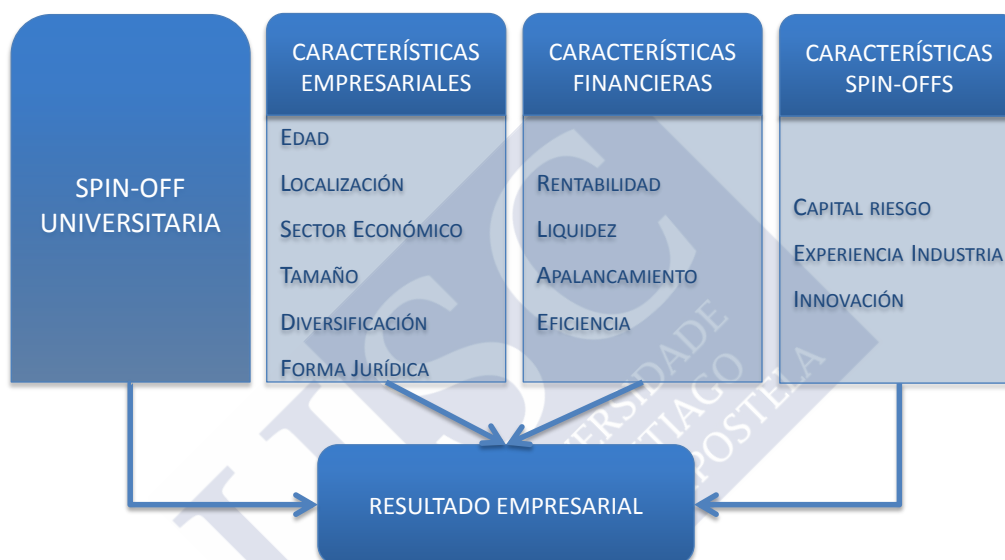 SPIN-OFF
UNIVERSITARIA
CARACTERÍSTICAS
EMPRESARIALES
EDAD
LOCALIZACIÓN
SECTOR ECONÓMICO
TAMAÑO
DIVERSIFICACIÓN
FORMA JURÍDICA
CARACTERÍSTICAS
FINANCIERAS
RENTABILIDAD
LIQUIDEZ
APALANCAMIENTO
EFICIENCIA
CARACTERÍSTICAS
SPIN-OFFS
CAPITAL RIESGO
EXPERIENCIA INDUSTRIA
INNOVACIÓN
RESULTADO EMPRESARIAL
USC